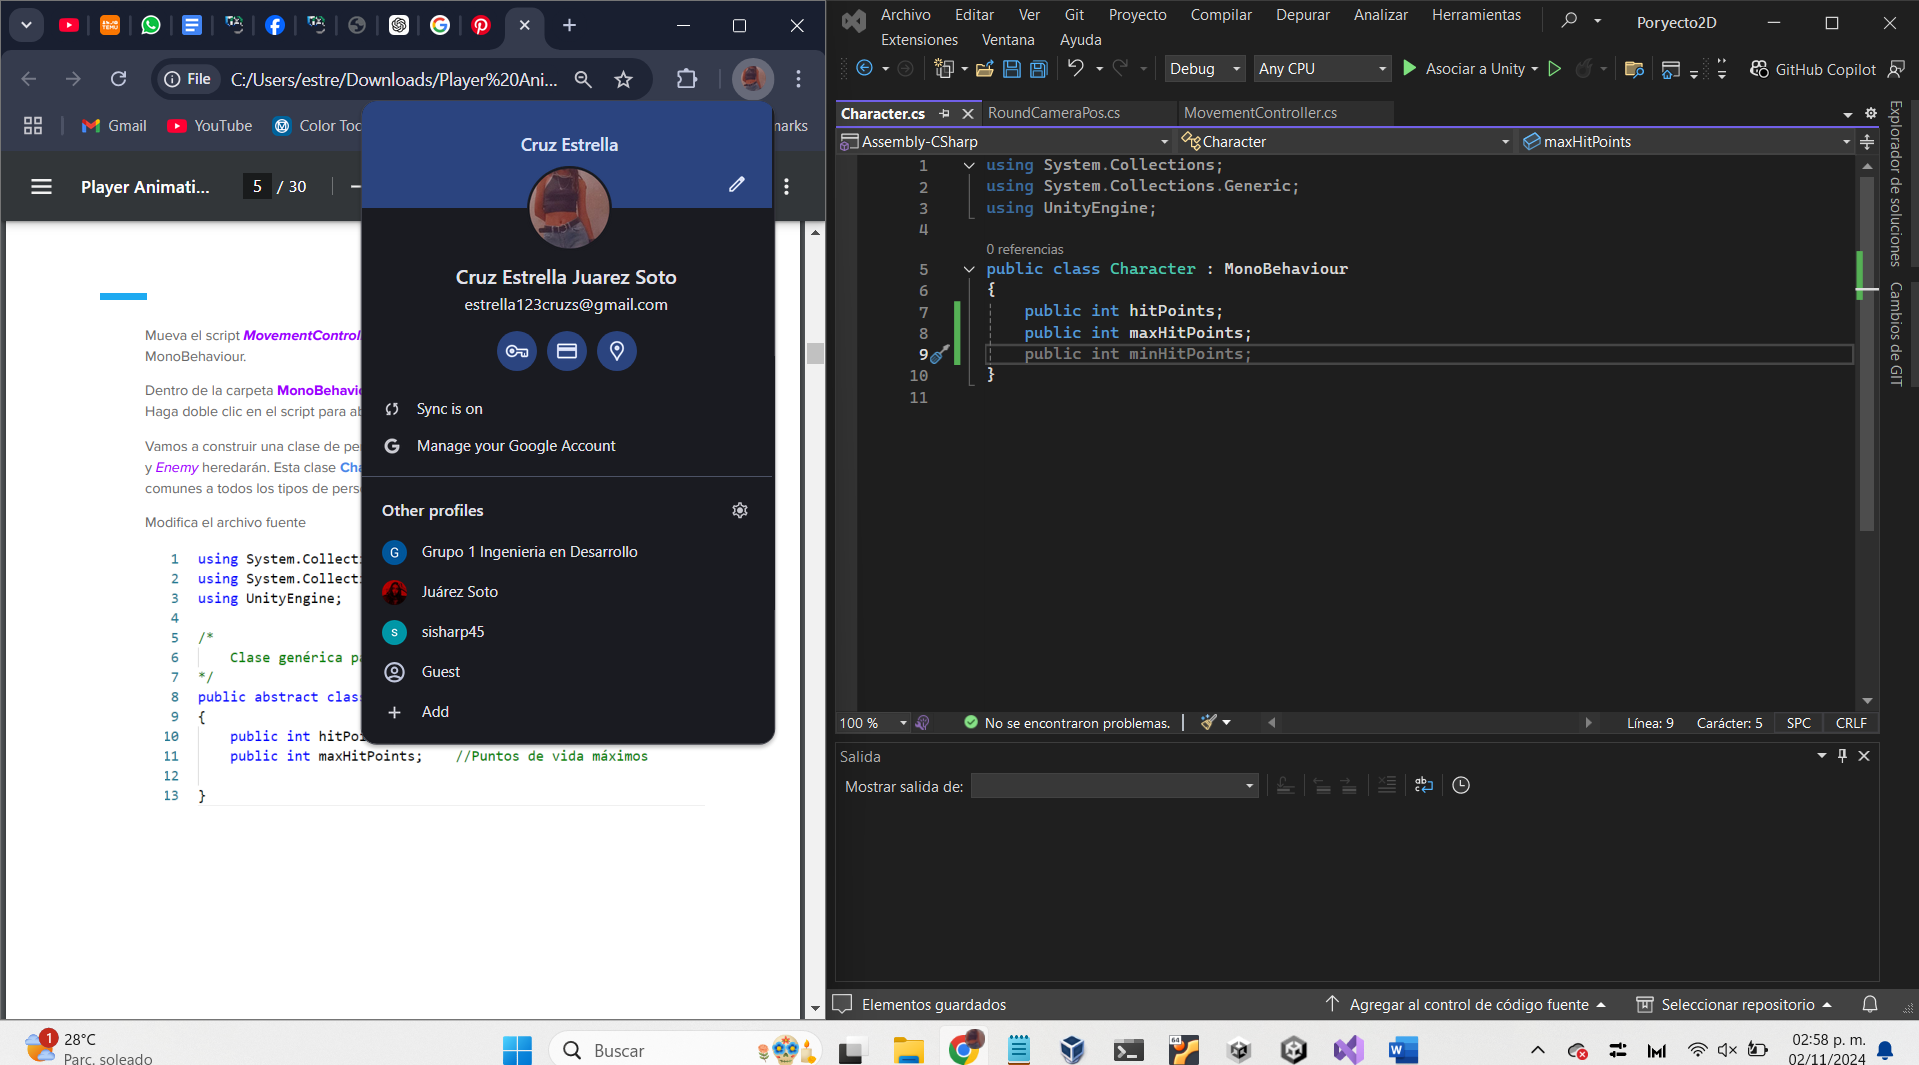 File
C:/Users/estre/Downloads/Player%20Ani...
Gmail
YouTube
Color Toc
marks
Player Animati...
5 / 30
Mueva el script MovementControl
MonoBehaviour.
Dentro de la carpeta MonoBehavi
Haga doble clic en el script para ab
Vamos a construir una clase de pe
y Enemy heredarán. Esta clase Cha
comunes a todos los tipos de pers
Modifica el archivo fuente
1 using System.Collecti
2 using System.Collecti
3 using UnityEngine;
4
5 /*
6 Clase genérica pa
7 */
8 public abstract clas
9 {
10 public int hitPoi
11 public int maxHitPoints; //Puntos de vida máximos
12
13 }
Cruz Estrella
Cruz Estrella Juarez Soto
estrella123cruzs@gmail.com
Sync is on
Manage your Google Account
Other profiles
G Grupo 1 Ingenieria en Desarrollo
Juárez Soto
s sisharp45
Guest
Add
Archivo Editar Ver Git Proyecto Compilar Depurar Analizar Herramientas
Extensiones Ventana Ayuda
Poryecto2D
Debug
Any CPU
Asociar a Unity
GitHub Copilot
Character.cs
RoundCameraPos.cs
MovementController.cs
Assembly-CSharp
Character
maxHitPoints
1 using System.Collections;
2 using System.Collections.Generic;
3 using UnityEngine;
4
0 referencias
5 public class Character : MonoBehaviour
6 {
7 public int hitPoints;
8 public int maxHitPoints;
9 public int minHitPoints;
10 }
11
Explorador de soluciones
Cambios de GIT
100 %
No se encontraron problemas.
Línea: 9
Carácter: 5
SPC
CRLF
Salida
Mostrar salida de:
Elementos guardados
Agregar al control de código fuente
Seleccionar repositorio
1
28°C
Parc. soleado
Buscar
64
02:58 p. m.
02/11/2024